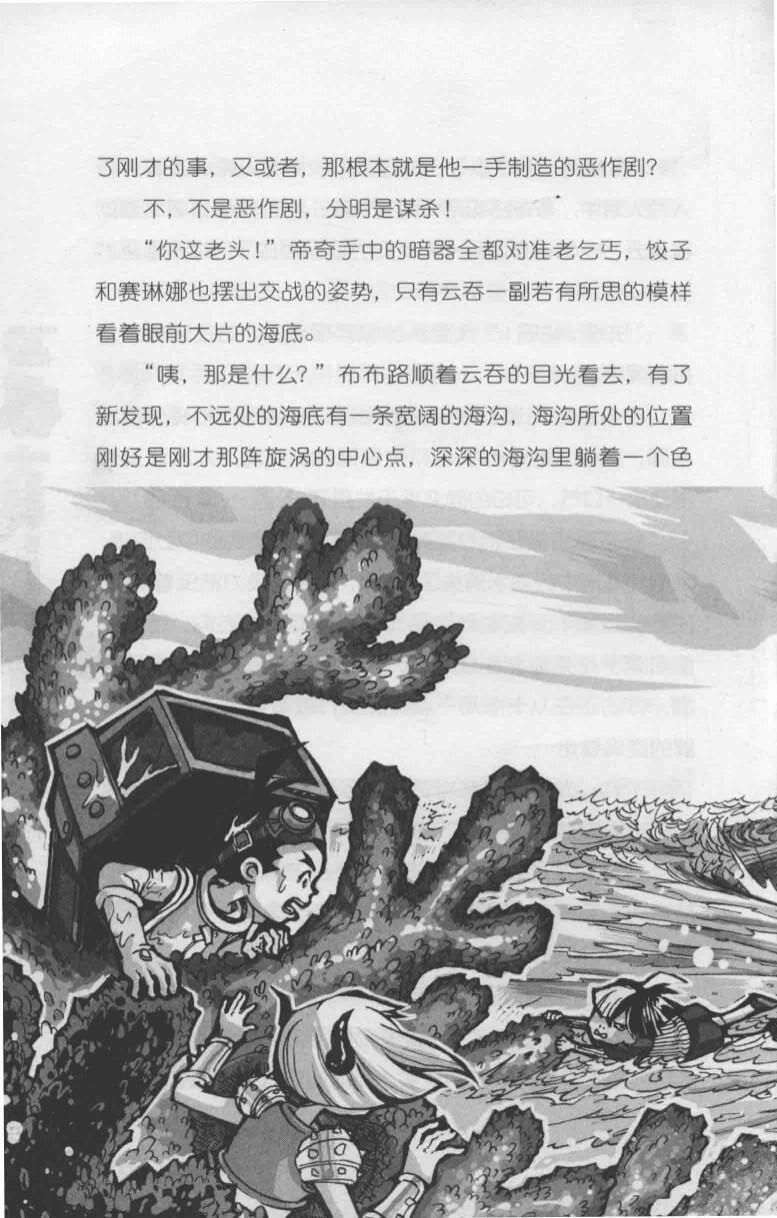 了刚才的事，又或者，那根本就是他一手制造的恶作剧？
不，不是恶作剧，分明是谋杀！
“你这老头！”帝奇手中的暗器全都对准老乞丐，饺子
和赛琳娜也摆出交战的姿势，只有云吞一副若有所思的模样
看着眼前大片的海底。
“咦，那是什么？”布布路顺着云吞的目光看去，有了
新发现，不远处的海底有一条宽阔的海沟，海沟所处的位置
刚好是刚才那阵旋涡的中心点，深深的海沟里躺着一个色